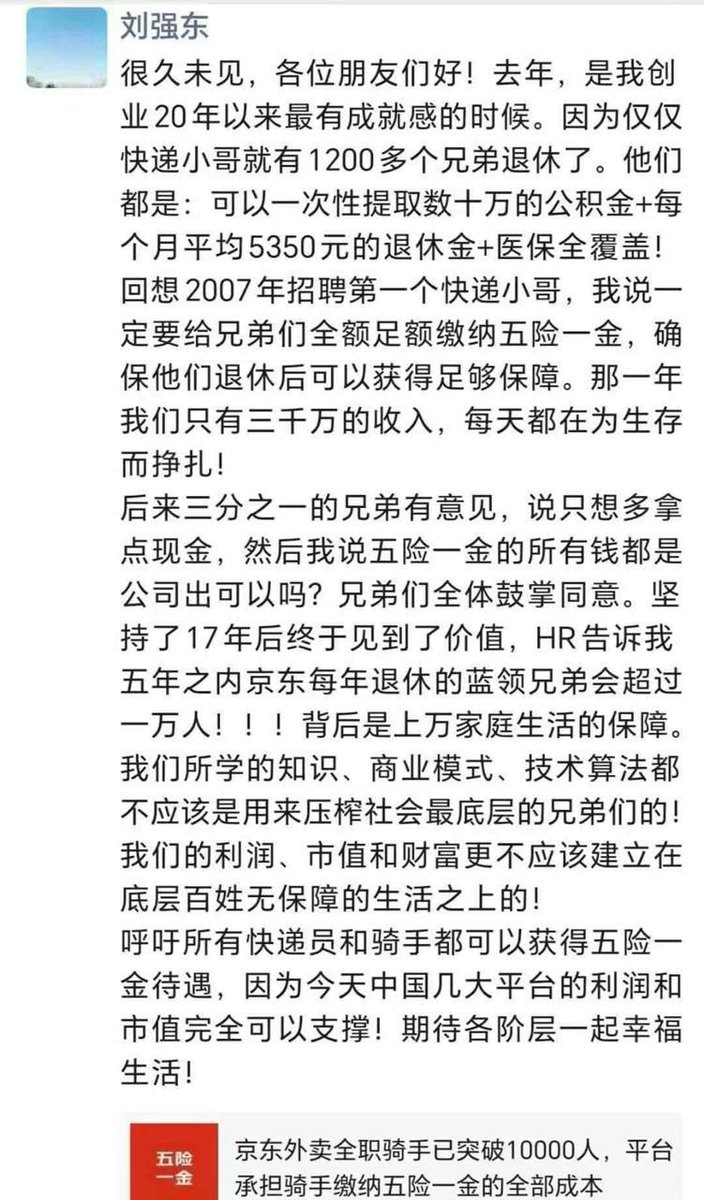 刘强东
很久未见，各位朋友们好！去年，是我创
业20年以来最有成就感的时候。因为仅仅
快递小哥就有1200多个兄弟退休了。他们
都是：可以一次性提取数十万的公积金+每
个月平均5350元的退休金+医保全覆盖！
回想2007年招聘第一个快递小哥，我说一
定要给兄弟们全额足额缴纳五险一金，确
保他们退休后可以获得足够保障。那一年
我们只有三千万的收入，每天都在为生存
而挣扎！
后来三分之一的兄弟有意见，说只想多拿
点现金，然后我说五险一金的所有钱都是
公司出可以吗？兄弟们全体鼓掌同意。坚
持了17年后终于见到了价值，HR告诉我
五年之内京东每年退休的蓝领兄弟会超过
一万人！！！背后是上万家庭生活的保障。
我们所学的知识、商业模式、技术算法都
不应该是用来压榨社会最底层的兄弟们的！
我们的利润、市值和财富更不应该建立在
底层百姓无保障的生活之上的！
呼吁所有快递员和骑手都可以获得五险一
金待遇，因为今天中国几大平台的利润和
市值完全可以支撑！期待各阶层一起幸福
生活！
五险
一金
京东外卖全职骑手已突破10000人，平台
承担骑手缴纳五险一金的全部成本